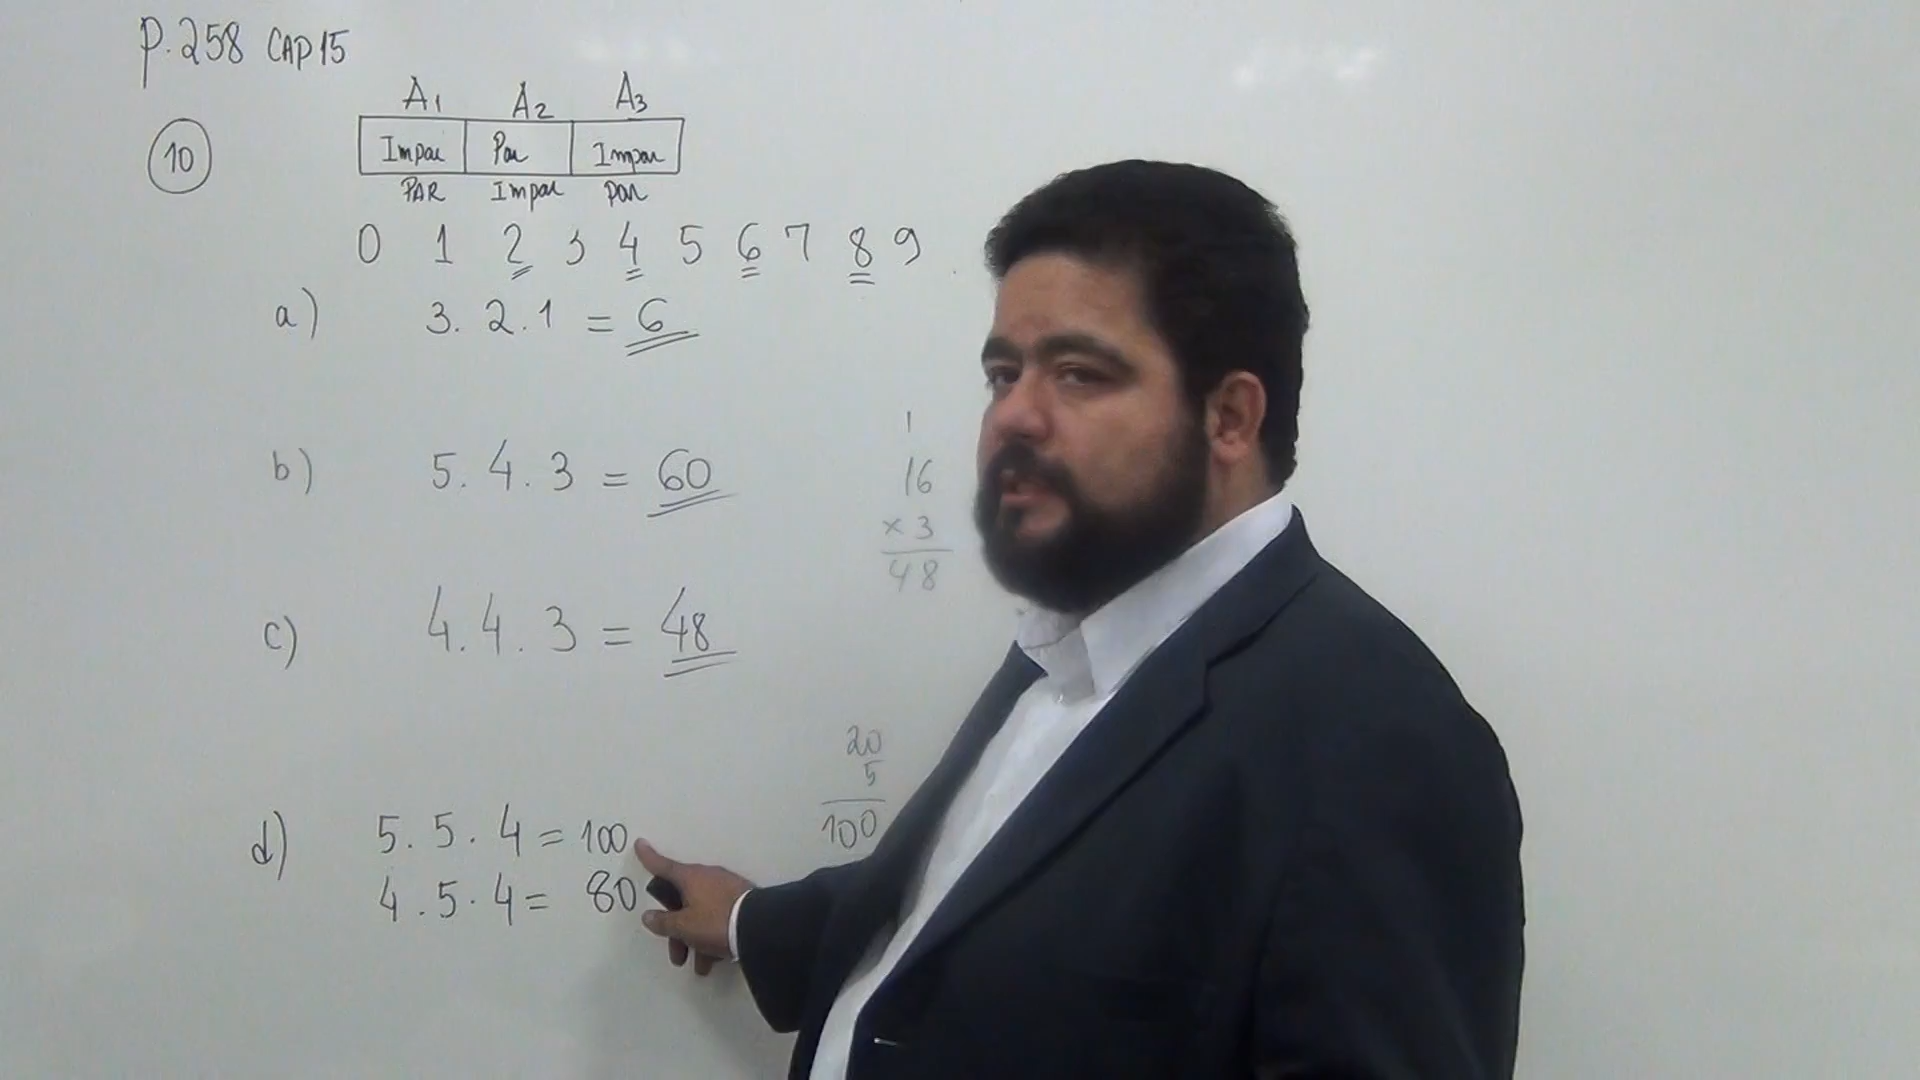 P. 258 CAP 15
10
A1 A2 A3
Impar Par Impar
PAR Impar par
0 1 2 3 4 5 6 7 8 9
a) 3. 2. 1 = 6
b) 5. 4. 3 = 60
1
16
× 3
48
c) 4. 4. 3 = 48
20
5
100
d) 5. 5. 4 = 100
4. 5. 4 = 80